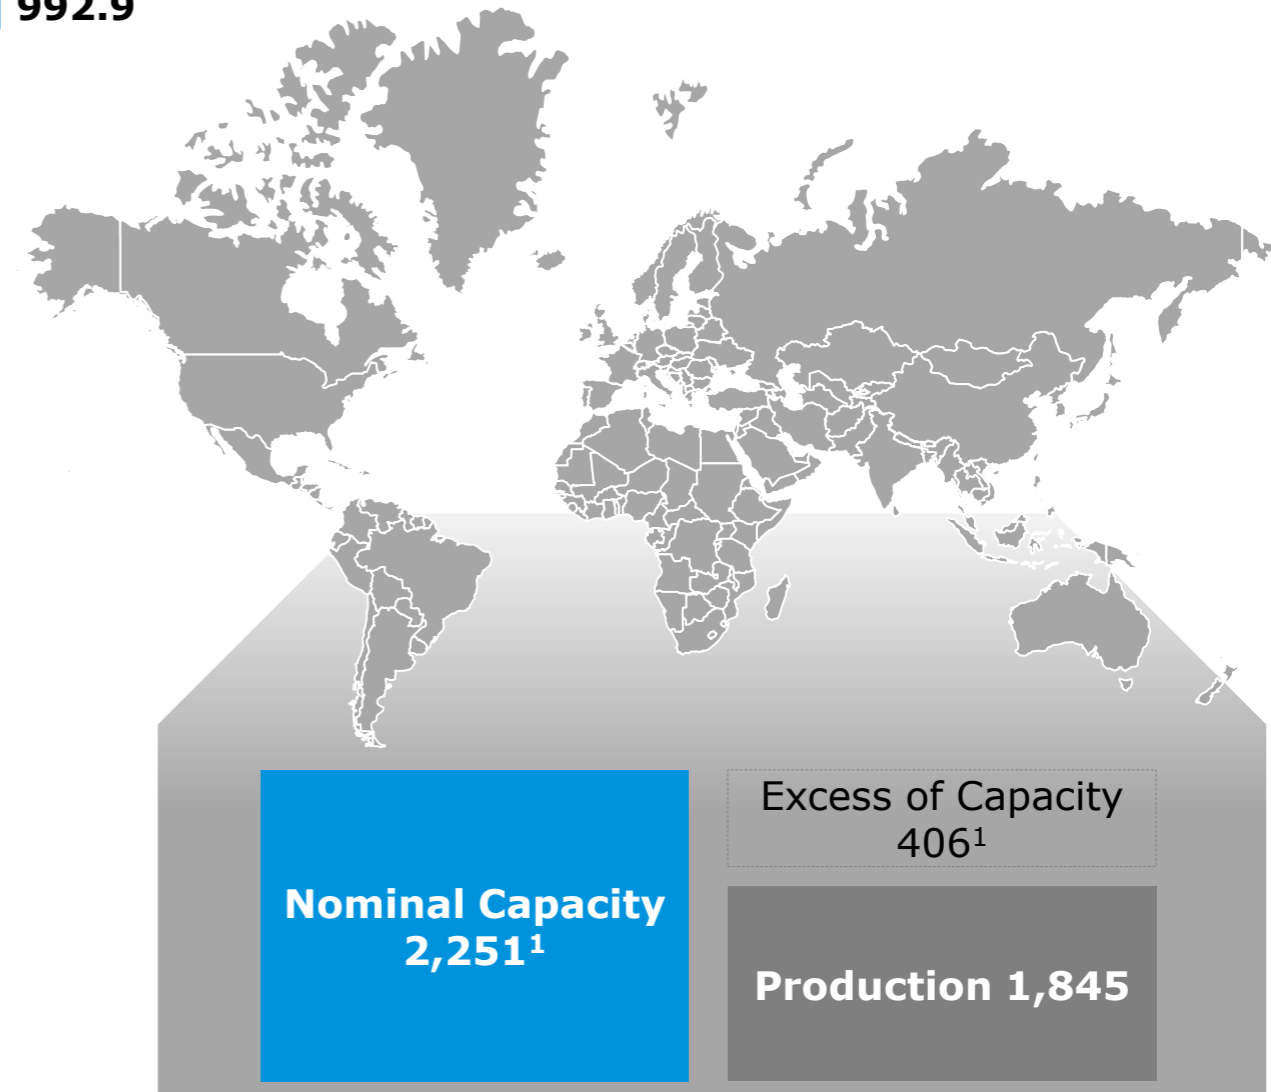 992.9
Excess of Capacity
406¹
Nominal Capacity
2,251¹
Production 1,845